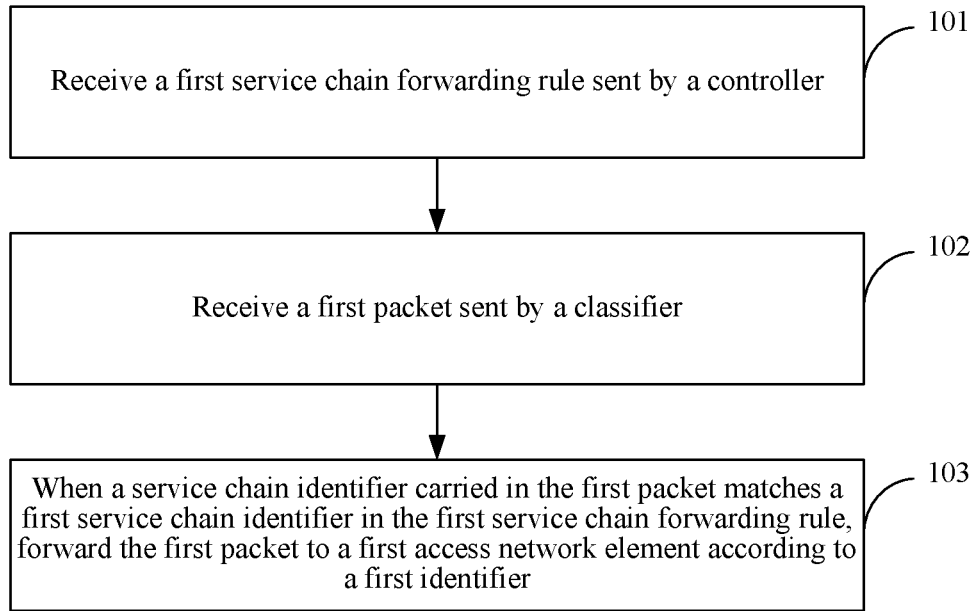 101
Receive a first service chain forwarding rule sent by a controller
102
Receive a first packet sent by a classifier
103
When a service chain identifier carried in the first packet matches a
first service chain identifier in the first service chain forwarding rule,
forward the first packet to a first access network element according to
a first identifier